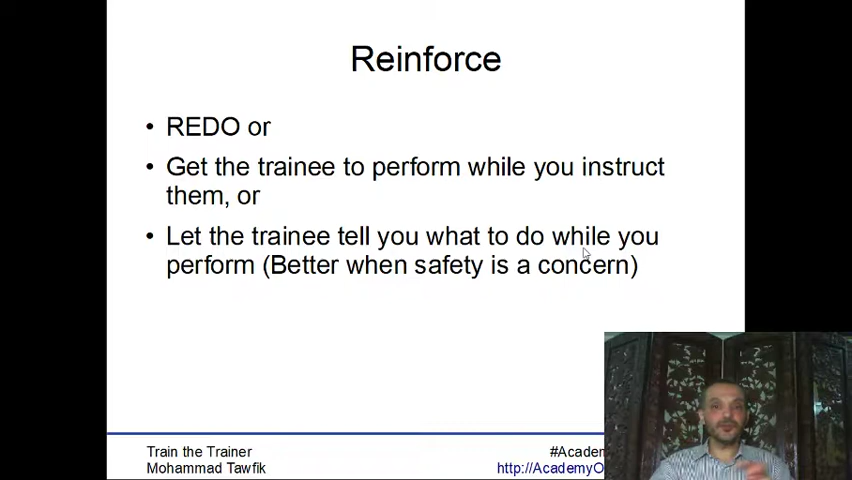 Reinforce
• REDO or
• Get the trainee to perform while you instruct
them, or
• Let the trainee tell you what to do while you
perform (Better when safety is a concern)
Train the Trainer
Mohammad Tawfik